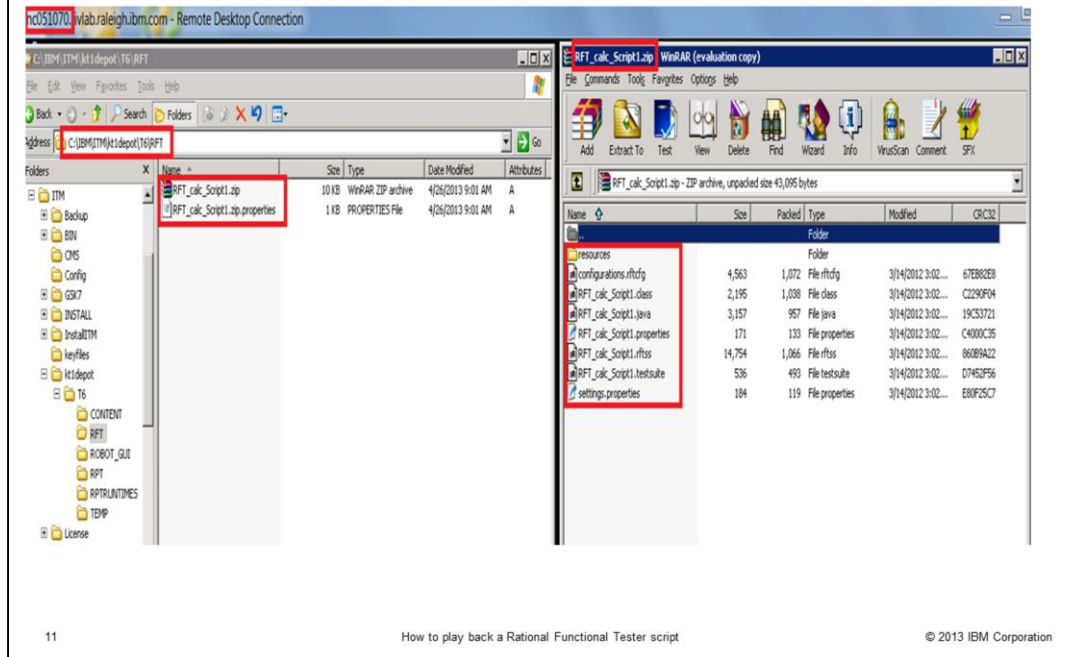 nc051070. ivlab.raleigh.ibm.com - Remote Desktop Connection
C:\IBM\ITM\kt1depot\T6\RFT
File Edit View Favorites Tools Help
Back Search Folders
Address C:\IBM\ITM\kt1depot\T6\RFT Go
Folders X Name Size Type Date Modified Attributes
ITM
Backup
BIN
CMS
Config
GSK7
INSTALL
InstallITM
keyfiles
kt1depot
T6
CONTENT
RFT
ROBOT_GUI
RPT
RPTRUNTIMES
TEMP
License
RFT_calc_Script1.zip 10 KB WinRAR ZIP archive 4/26/2013 9:01 AM A
RFT_calc_Script1.zip.properties 1 KB PROPERTIES File 4/26/2013 9:01 AM A
RFT_calc_Script1.zip - WinRAR (evaluation copy)
File Commands Tools Favorites Options Help
Add Extract To Test View Delete Find Wizard Info VirusScan Comment SFX
RFT_calc_Script1.zip - ZIP archive, unpacked size 43,095 bytes
Name Size Packed Type Modified CRC32
.. Folder
resources Folder
configurations.rftcfg 4,563 1,072 File rftcfg 3/14/2012 3:02... 67EB82E8
RFT_calc_Script1.class 2,195 1,038 File class 3/14/2012 3:02... C2290F04
RFT_calc_Script1.java 3,157 957 File java 3/14/2012 3:02... 19C53721
RFT_calc_Script1.properties 171 133 File properties 3/14/2012 3:02... C4000C35
RFT_calc_Script1.rftss 14,754 1,066 File rftss 3/14/2012 3:02... 860B9A22
RFT_calc_Script1.testsuite 536 493 File testsuite 3/14/2012 3:02... D7452F56
settings.properties 184 119 File properties 3/14/2012 3:02... E80F25C7
11 How to play back a Rational Functional Tester script © 2013 IBM Corporation